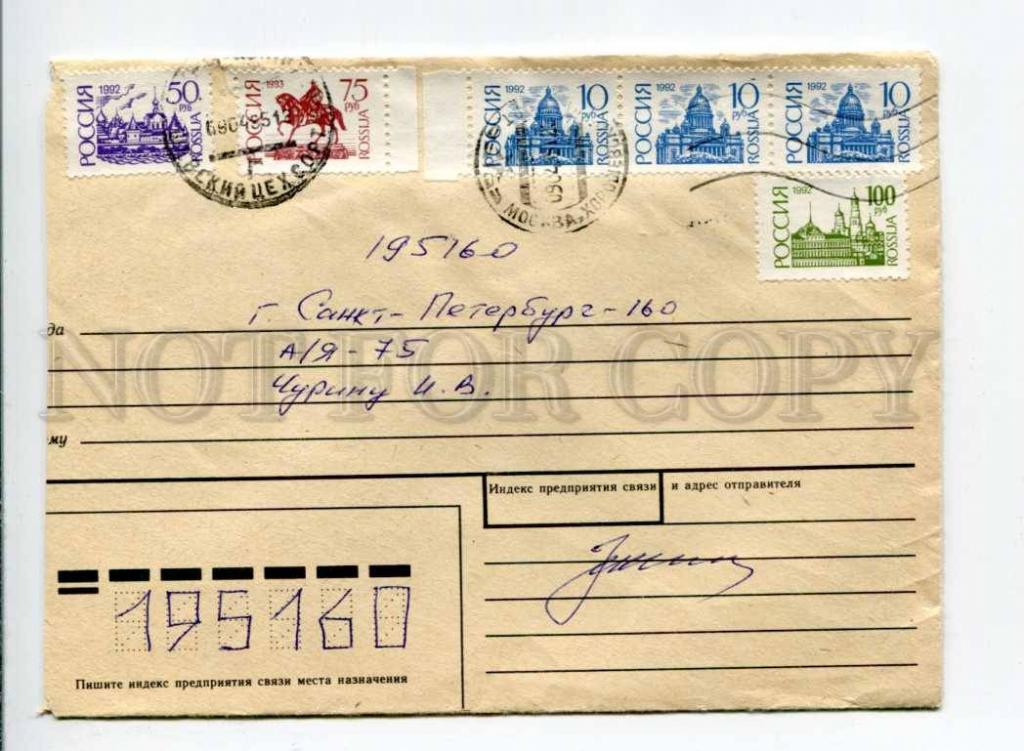 РОССИЯ 1992 50 руб ROSSIJA
РОССИЯ 1993 75 руб ROSSIJA
РОССИЯ 1992 10 руб ROSSIJA
РОССИЯ 1992 10 руб ROSSIJA
РОССИЯ 1992 10 руб ROSSIJA
МОСКВА
РОССИЯ 1992 100 руб ROSSIJA
195160
г. Санкт-Петербург-160
да
А/Я-75
NOT FOR COPY
Чурину И.В.
му
Индекс предприятия связи и адрес отправителя
195160
Пишите индекс предприятия связи места назначения